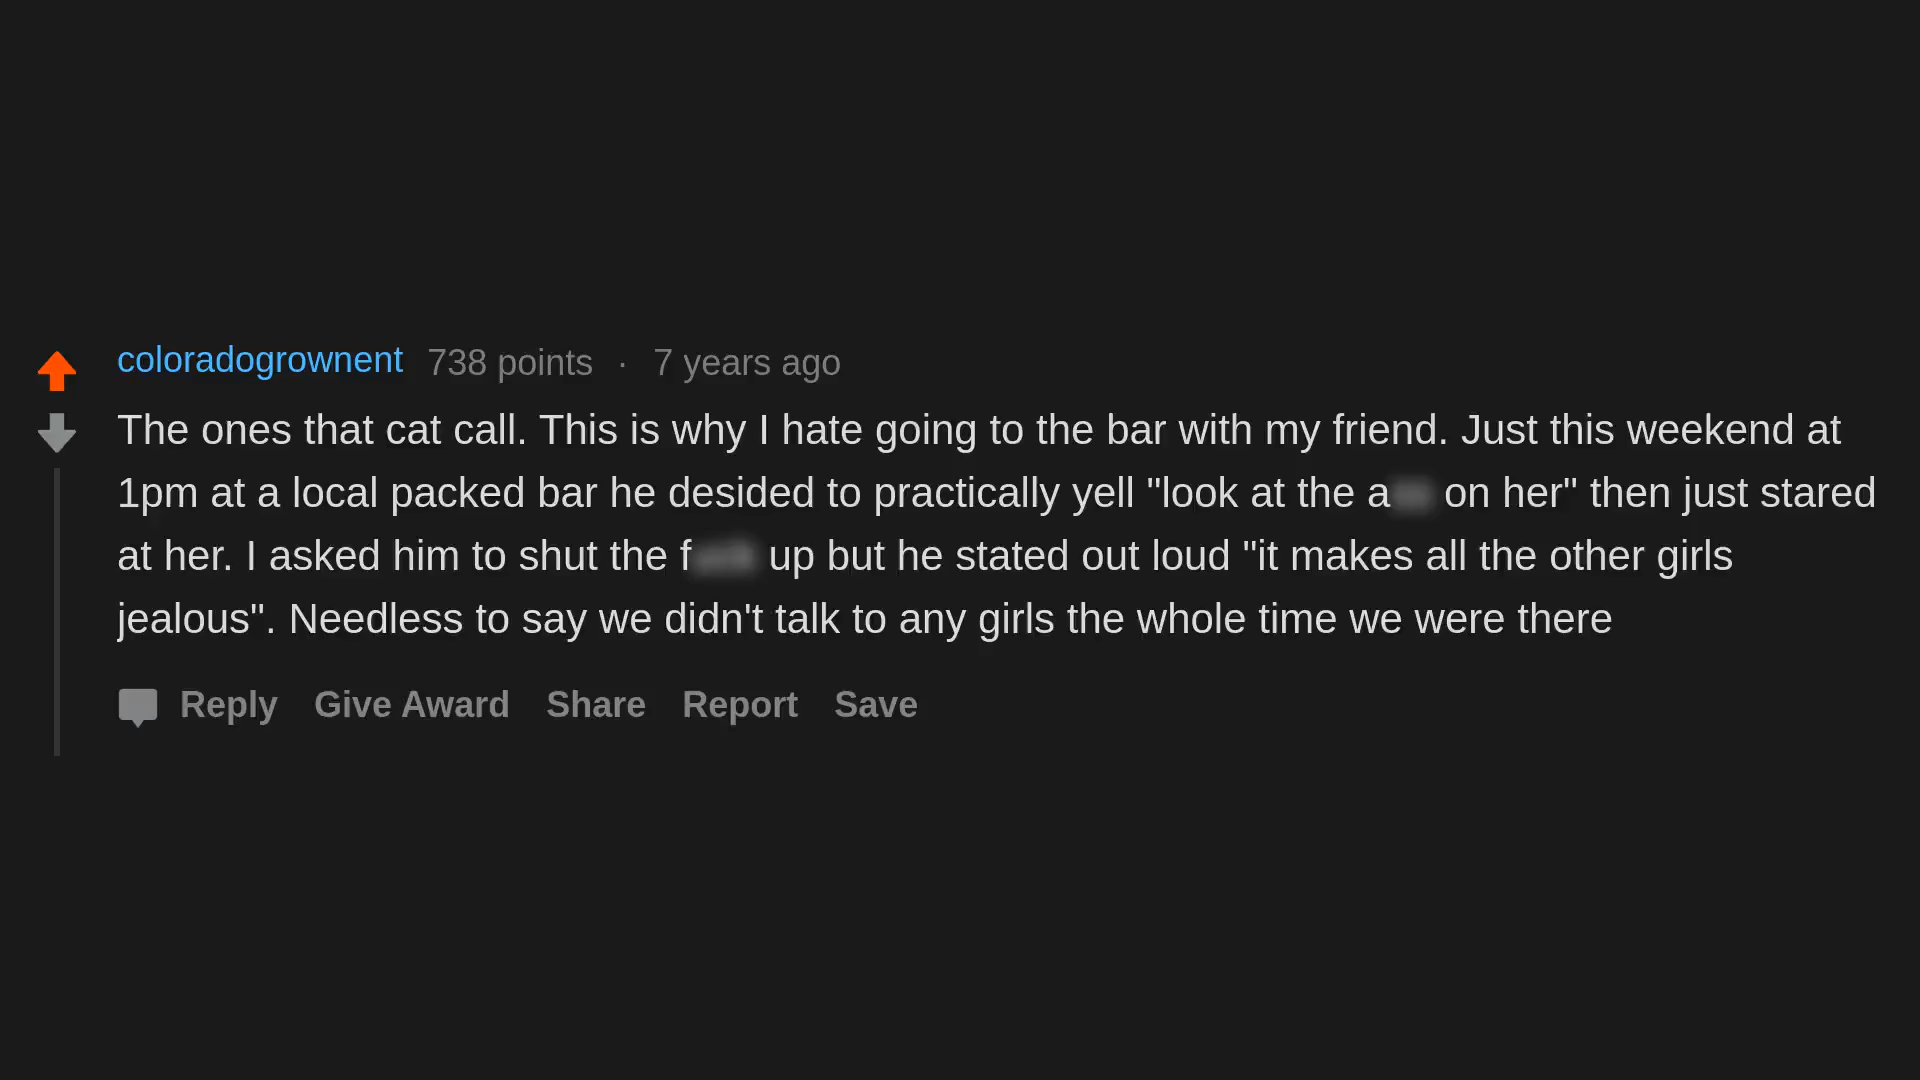 coloradogrownent 738 points · 7 years ago
The ones that cat call. This is why I hate going to the bar with my friend. Just this weekend at
1pm at a local packed bar he desided to practically yell "look at the a on her" then just stared
at her. I asked him to shut the f up but he stated out loud "it makes all the other girls
jealous". Needless to say we didn't talk to any girls the whole time we were there
Reply Give Award Share Report Save